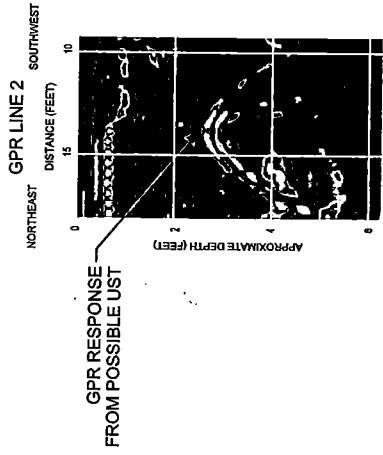 GPR LINE 2
NORTHEAST
SOUTHWEST
DISTANCE (FEET)
15
10
0
2
4
6
APPROXIMATE DEPTH (FEET)
GPR RESPONSE
FROM POSSIBLE UST